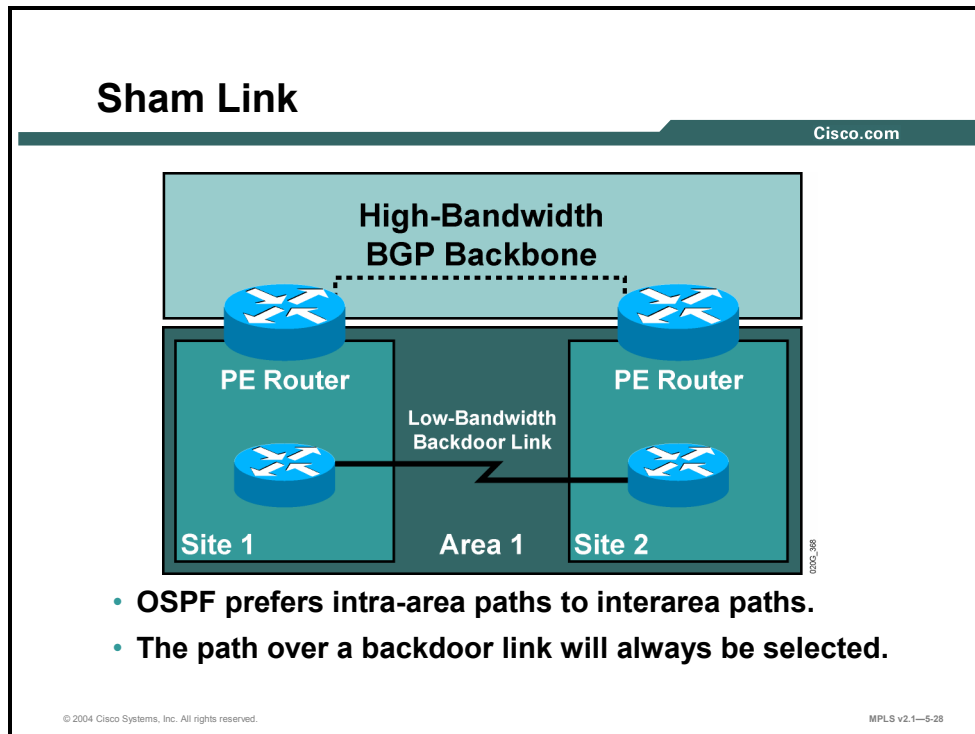 Sham Link
Cisco.com
High-Bandwidth
BGP Backbone
PE Router
PE Router
Low-Bandwidth
Backdoor Link
Site 1
Area 1
Site 2
020G_368
• OSPF prefers intra-area paths to interarea paths.
• The path over a backdoor link will always be selected.
© 2004 Cisco Systems, Inc. All rights reserved.
MPLS v2.1—5-28